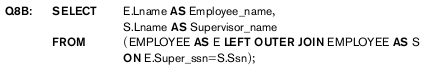 Q8B: SELECT E.Lname AS Employee_name,
S.Lname AS Supervisor_name
FROM (EMPLOYEE AS E LEFT OUTER JOIN EMPLOYEE AS S
ON E.Super_ssn=S.Ssn);